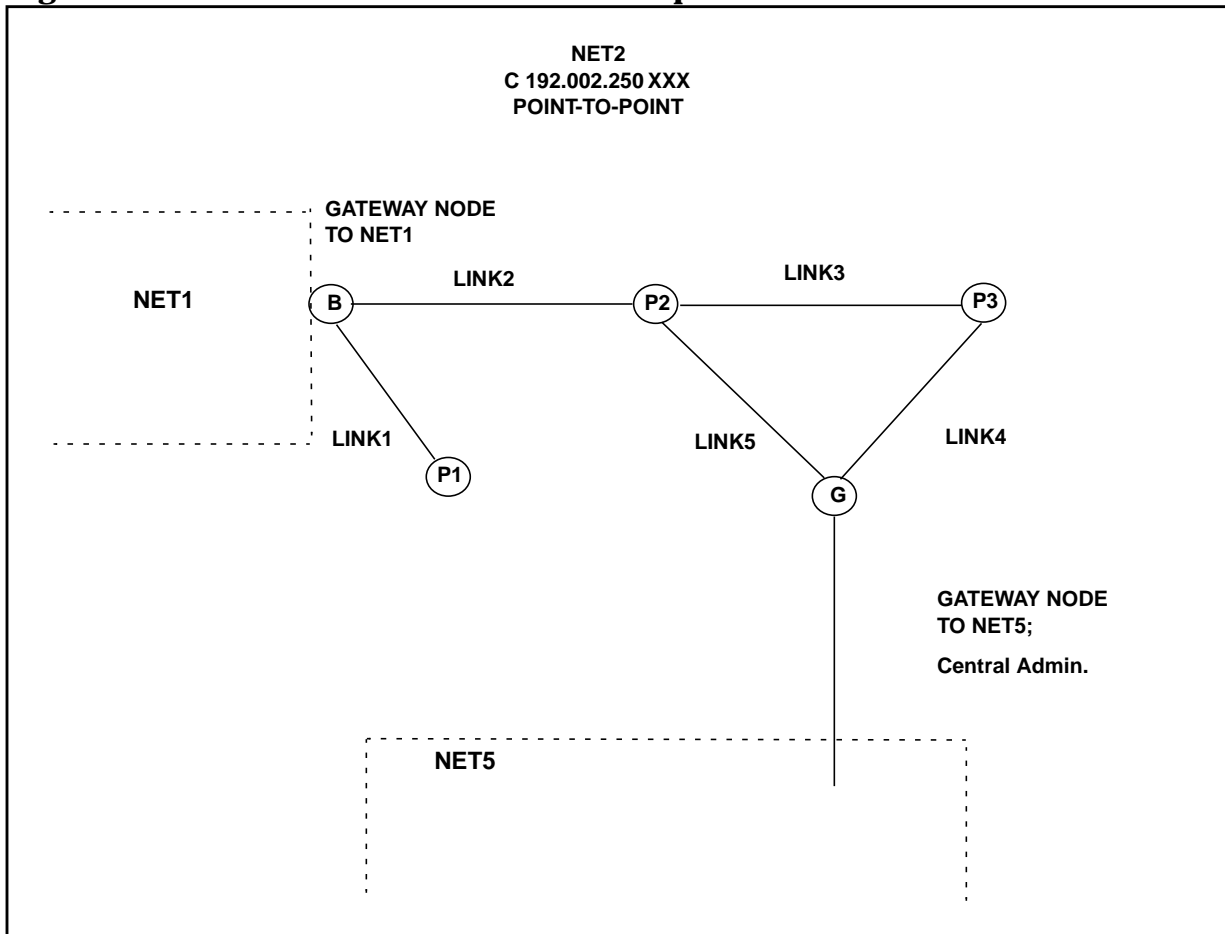 NET2
C 192.002.250 XXX
POINT-TO-POINT
GATEWAY NODE
TO NET1
NET1
B
LINK2
P2
LINK3
P3
LINK1
P1
LINK5
LINK4
G
GATEWAY NODE
TO NET5;
Central Admin.
NET5